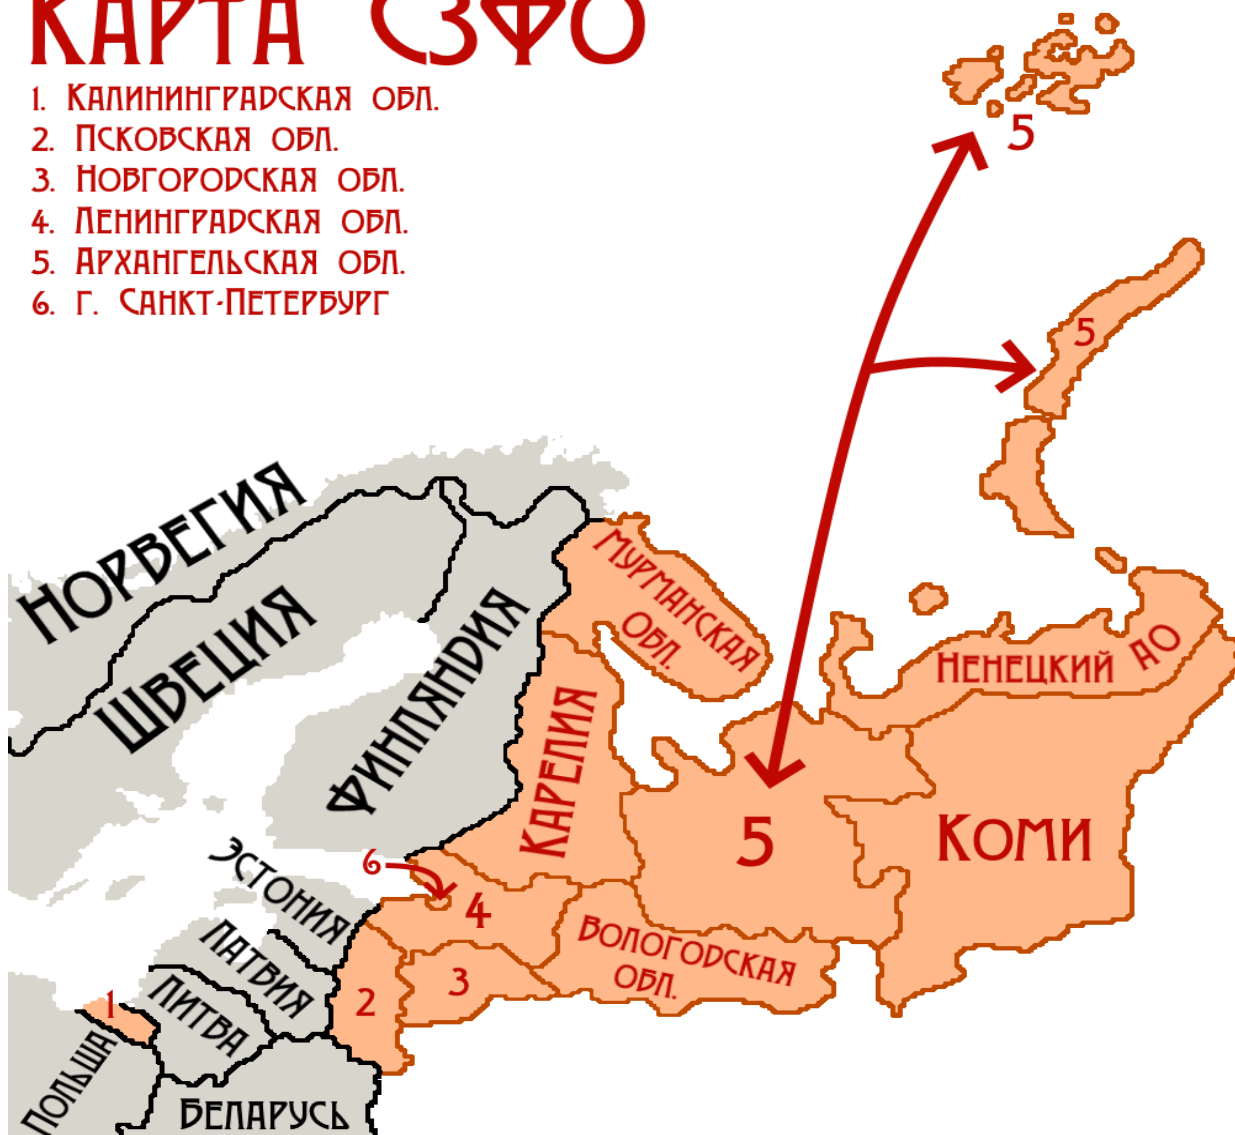 КАРТА СЗФО
1. КАЛИНИНГРАДСКАЯ ОБЛ.
2. ПСКОВСКАЯ ОБЛ.
3. НОВГОРОДСКАЯ ОБЛ.
4. ЛЕНИНГРАДСКАЯ ОБЛ.
5. АРХАНГЕЛЬСКАЯ ОБЛ.
6. Г. САНКТ-ПЕТЕРБУРГ
5
5
НОРВЕГИЯ
ШВЕЦИЯ
ФИНЛЯНДИЯ
МУРМАНСКАЯ
ОБЛ.
НЕНЕЦКИЙ АО
КАРЕЛИЯ
5
КОМИ
6
4
ЭСТОНИЯ
ЛАТВИЯ
ЛИТВА
ВОЛОГОРСКАЯ
ОБЛ.
3
2
1
ПОЛЬША
БЕЛАРУСЬ